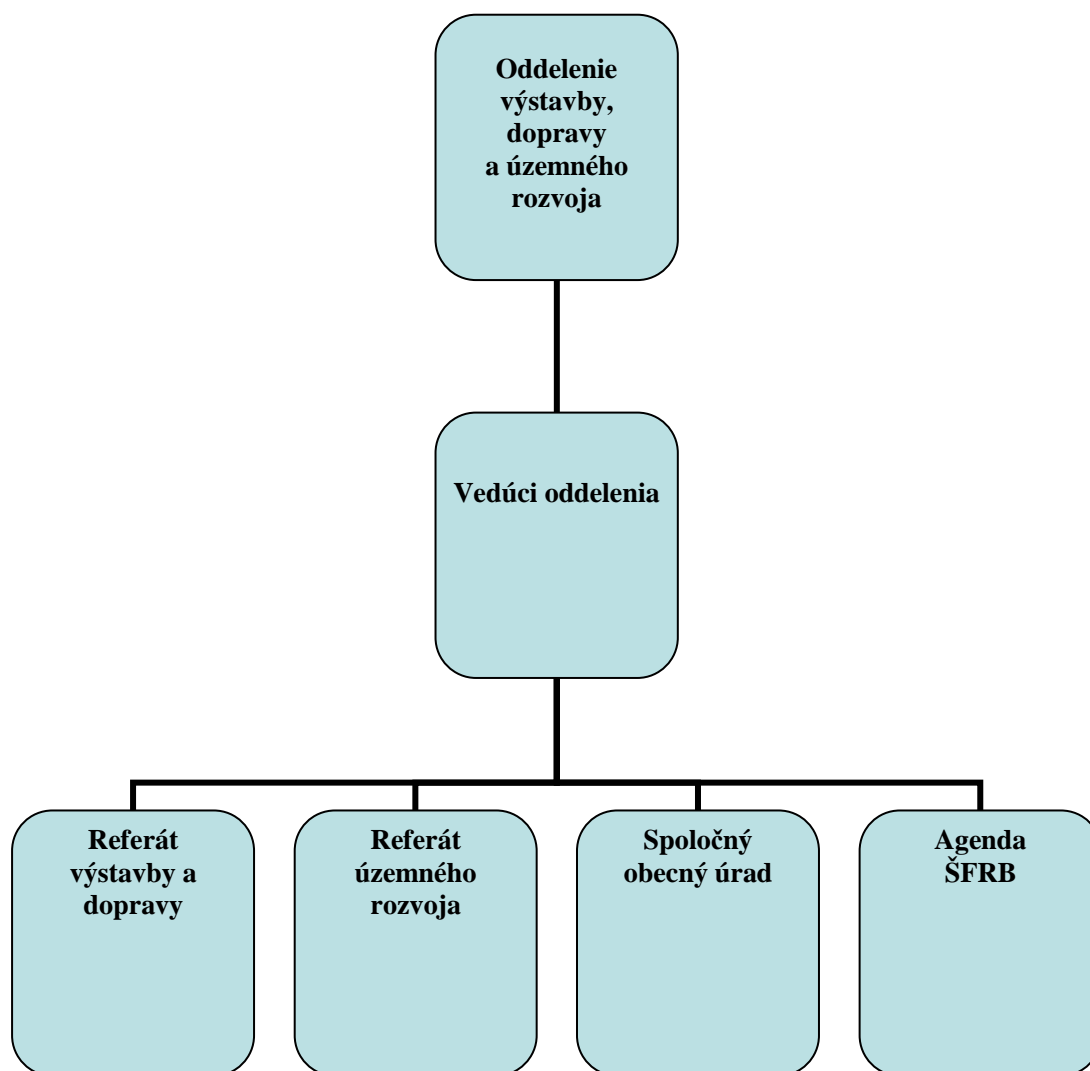 Oddelenie
výstavby,
dopravy
a územného
rozvoja
Vedúci oddelenia
Referát
výstavby a
dopravy
Referát
územného
rozvoja
Spoločný
obecný úrad
Agenda
ŠFRB